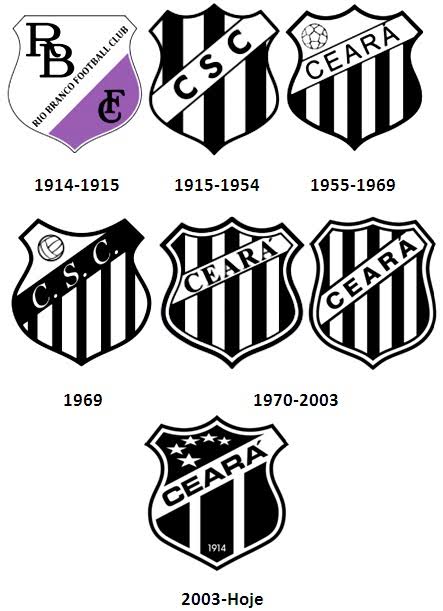 RB
RIO BRANCO FOOTBALL CLUB
FC
CSC
CEARÁ
1914-1915
1915-1954
1955-1969
C.S.C.
CEARÁ
CEARÁ
1969
1970-2003
CEARÁ
1914
2003-Hoje